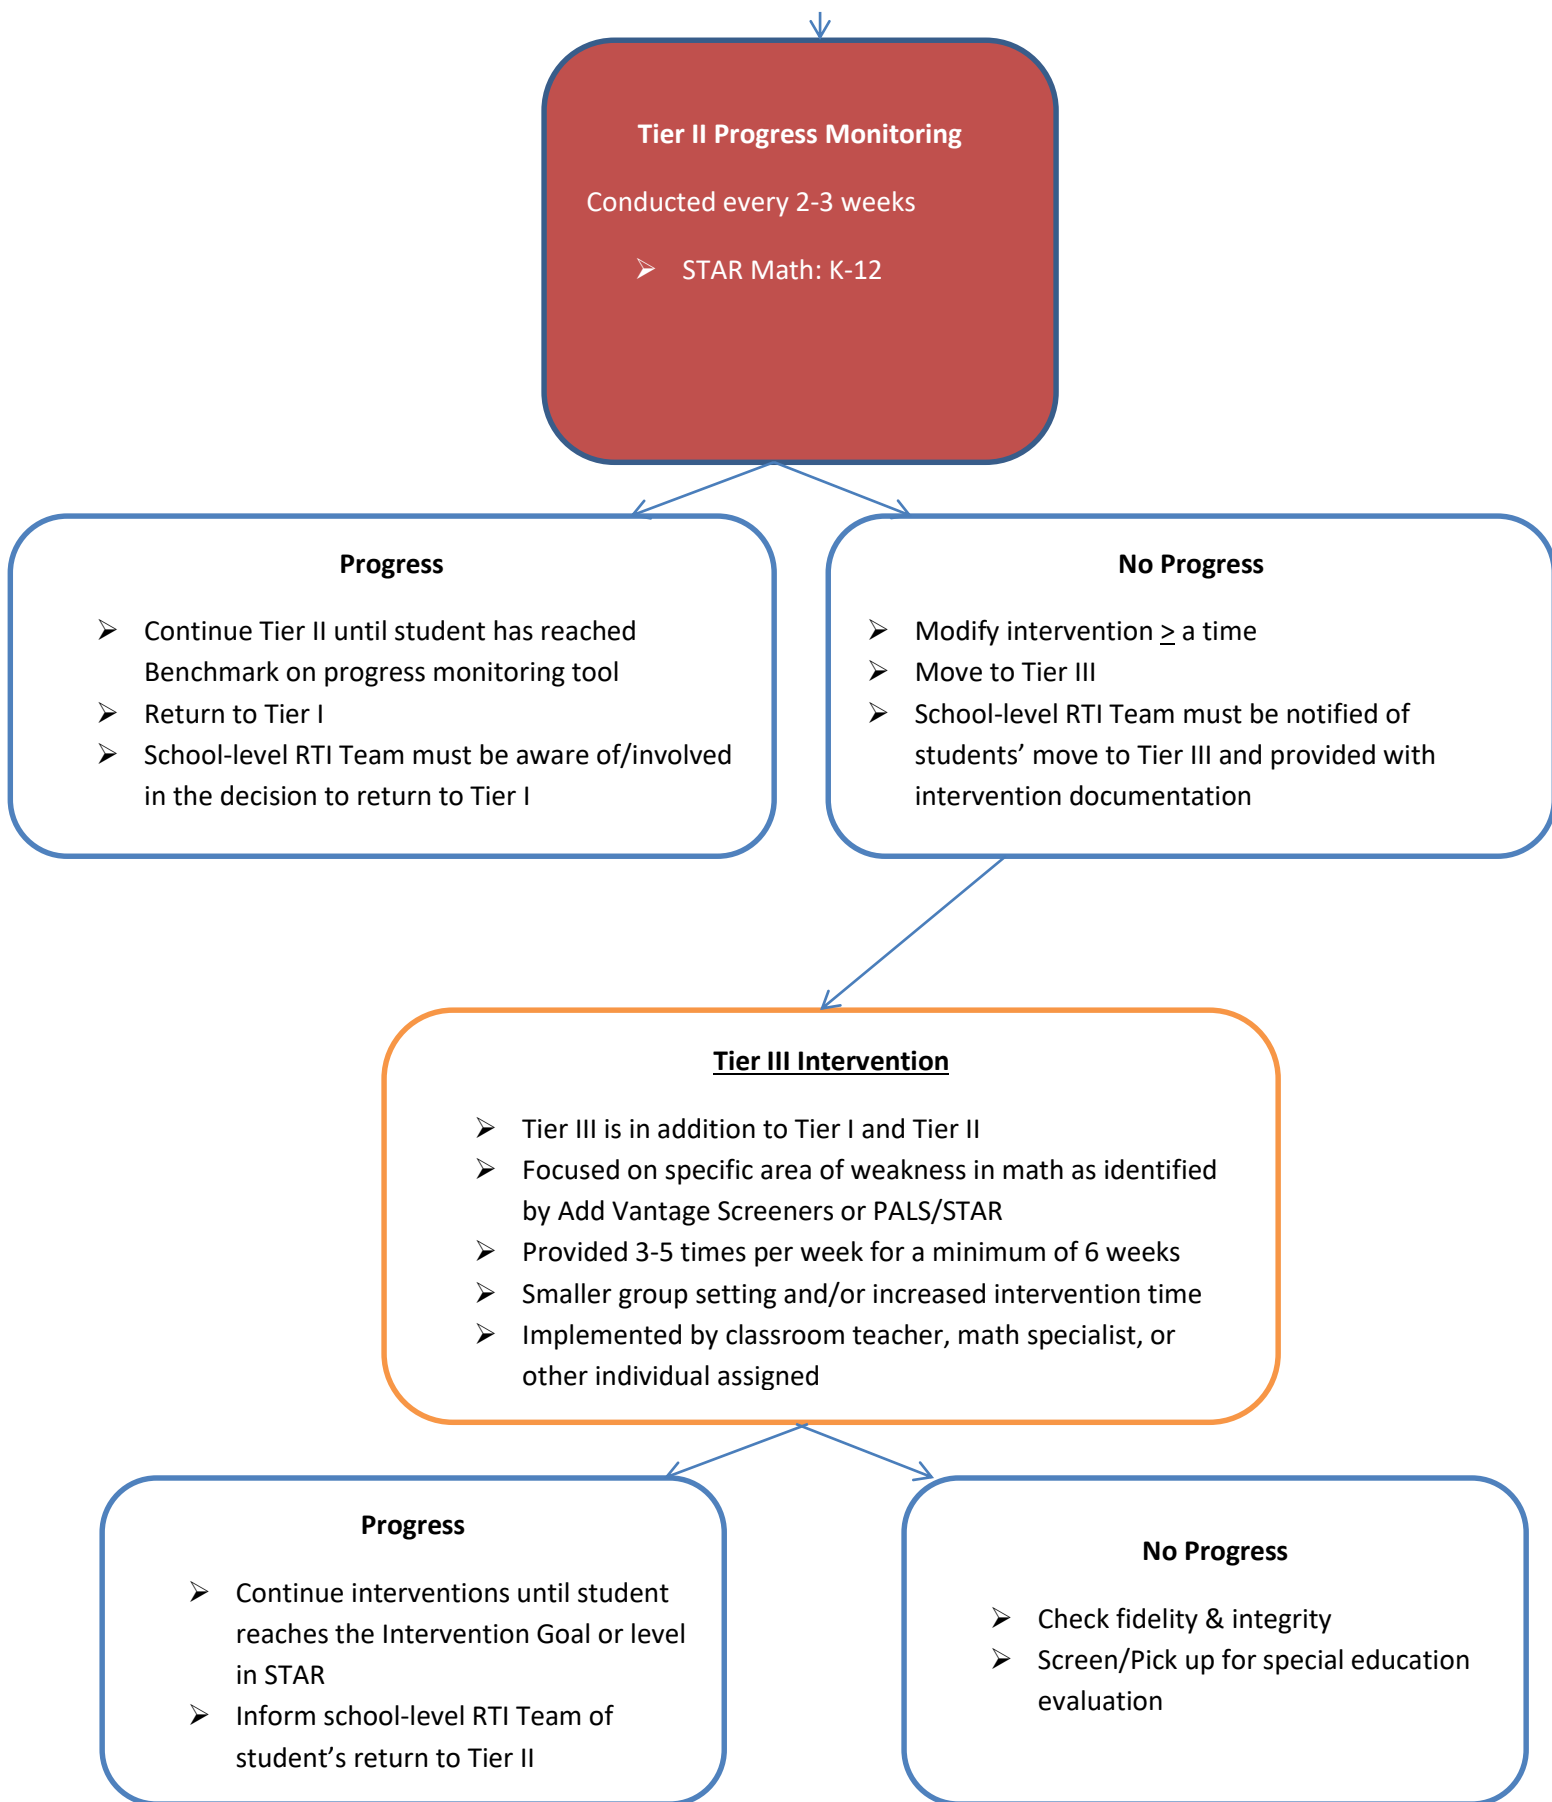 Tier II Progress Monitoring
Conducted every 2-3 weeks
➢ STAR Math: K-12
Progress
➢ Continue Tier II until student has reached
Benchmark on progress monitoring tool
➢ Return to Tier I
➢ School-level RTI Team must be aware of/involved
in the decision to return to Tier I
No Progress
➢ Modify intervention > a time
➢ Move to Tier III
➢ School-level RTI Team must be notified of
students’ move to Tier III and provided with
intervention documentation
Tier III Intervention
➢ Tier III is in addition to Tier I and Tier II
➢ Focused on specific area of weakness in math as identified
by Add Vantage Screeners or PALS/STAR
➢ Provided 3-5 times per week for a minimum of 6 weeks
➢ Smaller group setting and/or increased intervention time
➢ Implemented by classroom teacher, math specialist, or
other individual assigned
Progress
➢ Continue interventions until student
reaches the Intervention Goal or level
in STAR
➢ Inform school-level RTI Team of
student’s return to Tier II
No Progress
➢ Check fidelity & integrity
➢ Screen/Pick up for special education
evaluation